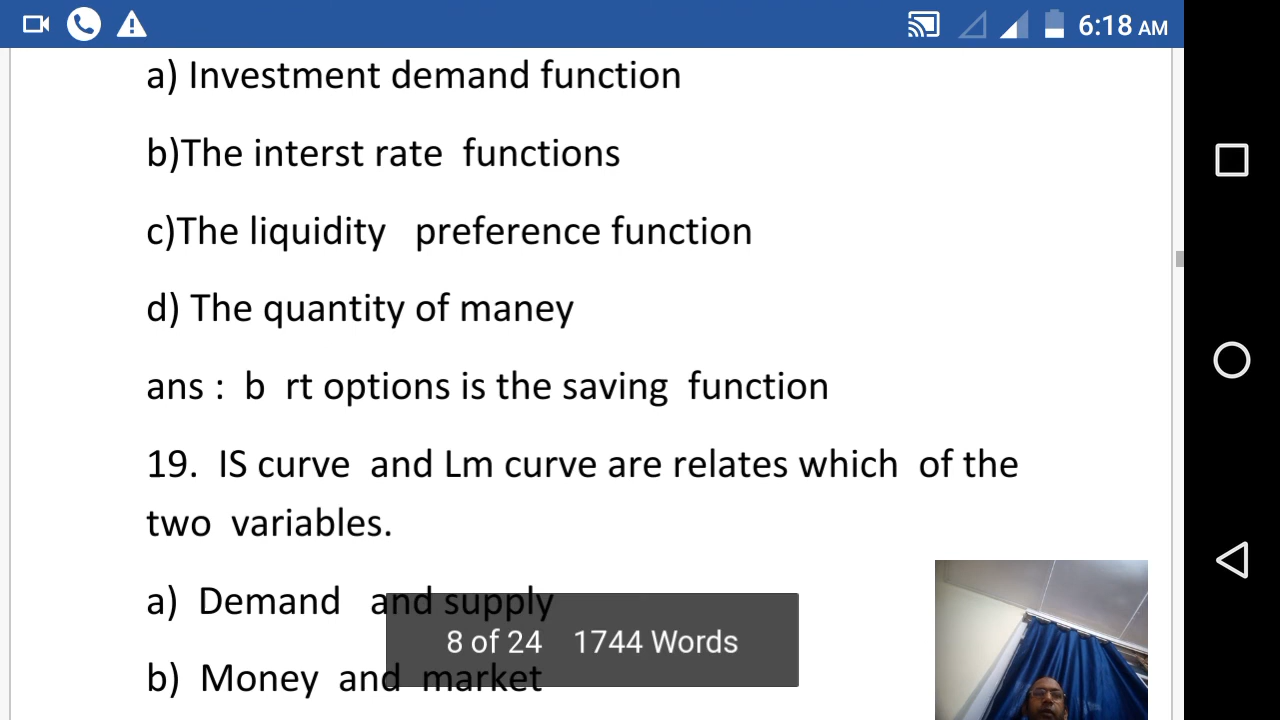 6:18 AM
a) Investment demand function
b)The interst rate functions
c)The liquidity preference function
d) The quantity of maney
ans : b rt options is the saving function
19. IS curve and Lm curve are relates which of the
two variables.
a) Demand and supply
8 of 24 1744 Words
b) Money and market